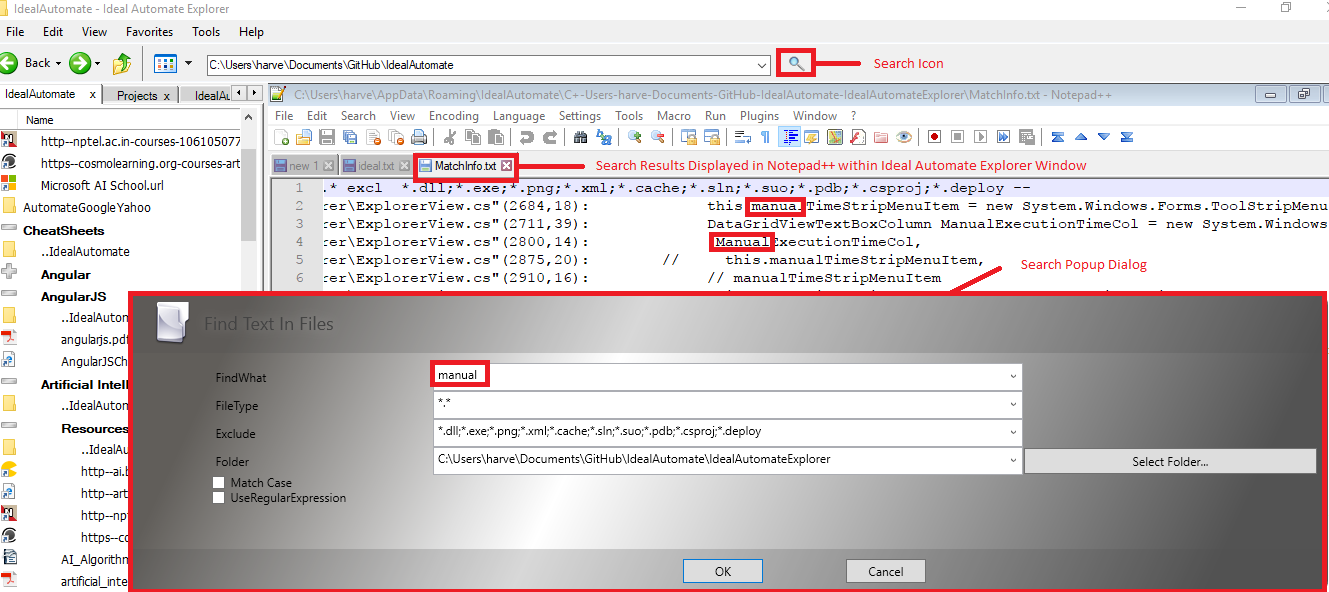 IdealAutomate - Ideal Automate Explorer
File Edit View Favorites Tools Help
Back C:\Users\harve\Documents\GitHub\IdealAutomate Search Icon
IdealAutomate x Projects x IdealAu
C:\Users\harve\AppData\Roaming\IdealAutomate\C+-Users-harve-Documents-GitHub-IdealAutomate-IdealAutomateExplorer\MatchInfo.txt - Notepad++
Name
File Edit Search View Encoding Language Settings Tools Macro Run Plugins Window ?
http--nptel.ac.in-courses-106105077
https--cosmolearning.org-courses-art
Microsoft AI School.url
AutomateGoogleYahoo
CheatSheets
..IdealAutomate
Angular
AngularJS
..IdealAuton
angularjs.pdf
AngularJSCh
Artificial Intell
..IdealAuton
Resources
..IdealAu
http--ai.b
http--art
http--npt
https--co
AI_Algorithn
artificial_inte
new 1 ideal.txt MatchInfo.txt Search Results Displayed in Notepad++ within Ideal Automate Explorer Window
1 .* excl *.dll;*.exe;*.png;*.xml;*.cache;*.sln;*.suo;*.pdb;*.csproj;*.deploy --
2 rer\ExplorerView.cs"(2684,18): this.manualTimeStripMenuItem = new System.Windows.Forms.ToolStripMenu
3 rer\ExplorerView.cs"(2711,39): DataGridViewTextBoxColumn ManualExecutionTimeCol = new System.Windows
4 rer\ExplorerView.cs"(2800,14): ManualExecutionTimeCol,
5 rer\ExplorerView.cs"(2875,20): // this.manualTimeStripMenuItem,
6 rer\ExplorerView.cs"(2910,16): // manualTimeStripMenuItem
Search Popup Dialog
Find Text In Files
FindWhat manual
FileType *.*
Exclude *.dll;*.exe;*.png;*.xml;*.cache;*.sln;*.suo;*.pdb;*.csproj;*.deploy
Folder C:\Users\harve\Documents\GitHub\IdealAutomate\IdealAutomateExplorer Select Folder...
Match Case
UseRegularExpression
OK Cancel